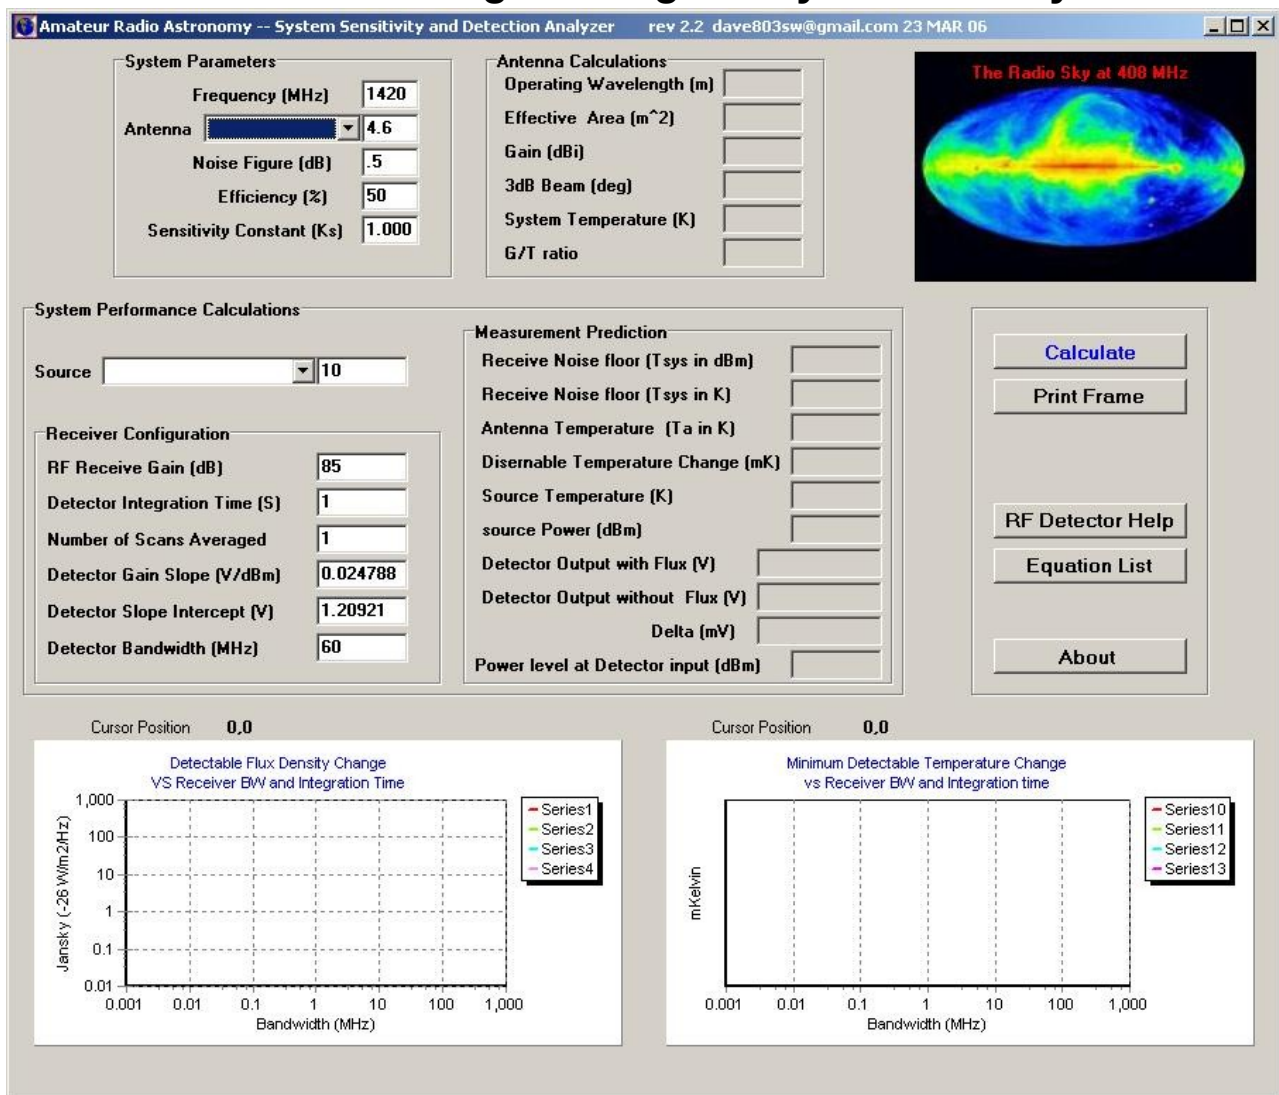 Amateur Radio Astronomy -- System Sensitivity and Detection Analyzer rev 2.2 dave803sw@gmail.com 23 MAR 06
System Parameters
Frequency (MHz) 1420
Antenna 4.6
Noise Figure (dB) .5
Efficiency (%) 50
Sensitivity Constant (Ks) 1.000
Antenna Calculations
Operating Wavelength (m)
Effective Area (m^2)
Gain (dBi)
3dB Beam (deg)
System Temperature (K)
G/T ratio
The Radio Sky at 408 MHz
System Performance Calculations
Source 10
Receiver Configuration
RF Receive Gain (dB) 85
Detector Integration Time (S) 1
Number of Scans Averaged 1
Detector Gain Slope (V/dBm) 0.024788
Detector Slope Intercept (V) 1.20921
Detector Bandwidth (MHz) 60
Measurement Prediction
Receive Noise floor (Tsys in dBm)
Receive Noise floor (Tsys in K)
Antenna Temperature (Ta in K)
Disernable Temperature Change (mK)
Source Temperature (K)
source Power (dBm)
Detector Output with Flux (V)
Detector Output without Flux (V)
Delta (mV)
Power level at Detector input (dBm)
Calculate
Print Frame
RF Detector Help
Equation List
About
Cursor Position 0,0
Detectable Flux Density Change
VS Receiver BW and Integration Time
Jansky (-26 W/m2/Hz)
1,000
100
10
1
0.1
0.01
0.001 0.01 0.1 1 10 100 1,000
Bandwidth (MHz)
Series1
Series2
Series3
Series4
Cursor Position 0,0
Minimum Detectable Temperature Change
vs Receiver BW and Integration time
mKelvin
0.001 0.01 0.1 1 10 100 1,000
Bandwidth (MHz)
Series10
Series11
Series12
Series13